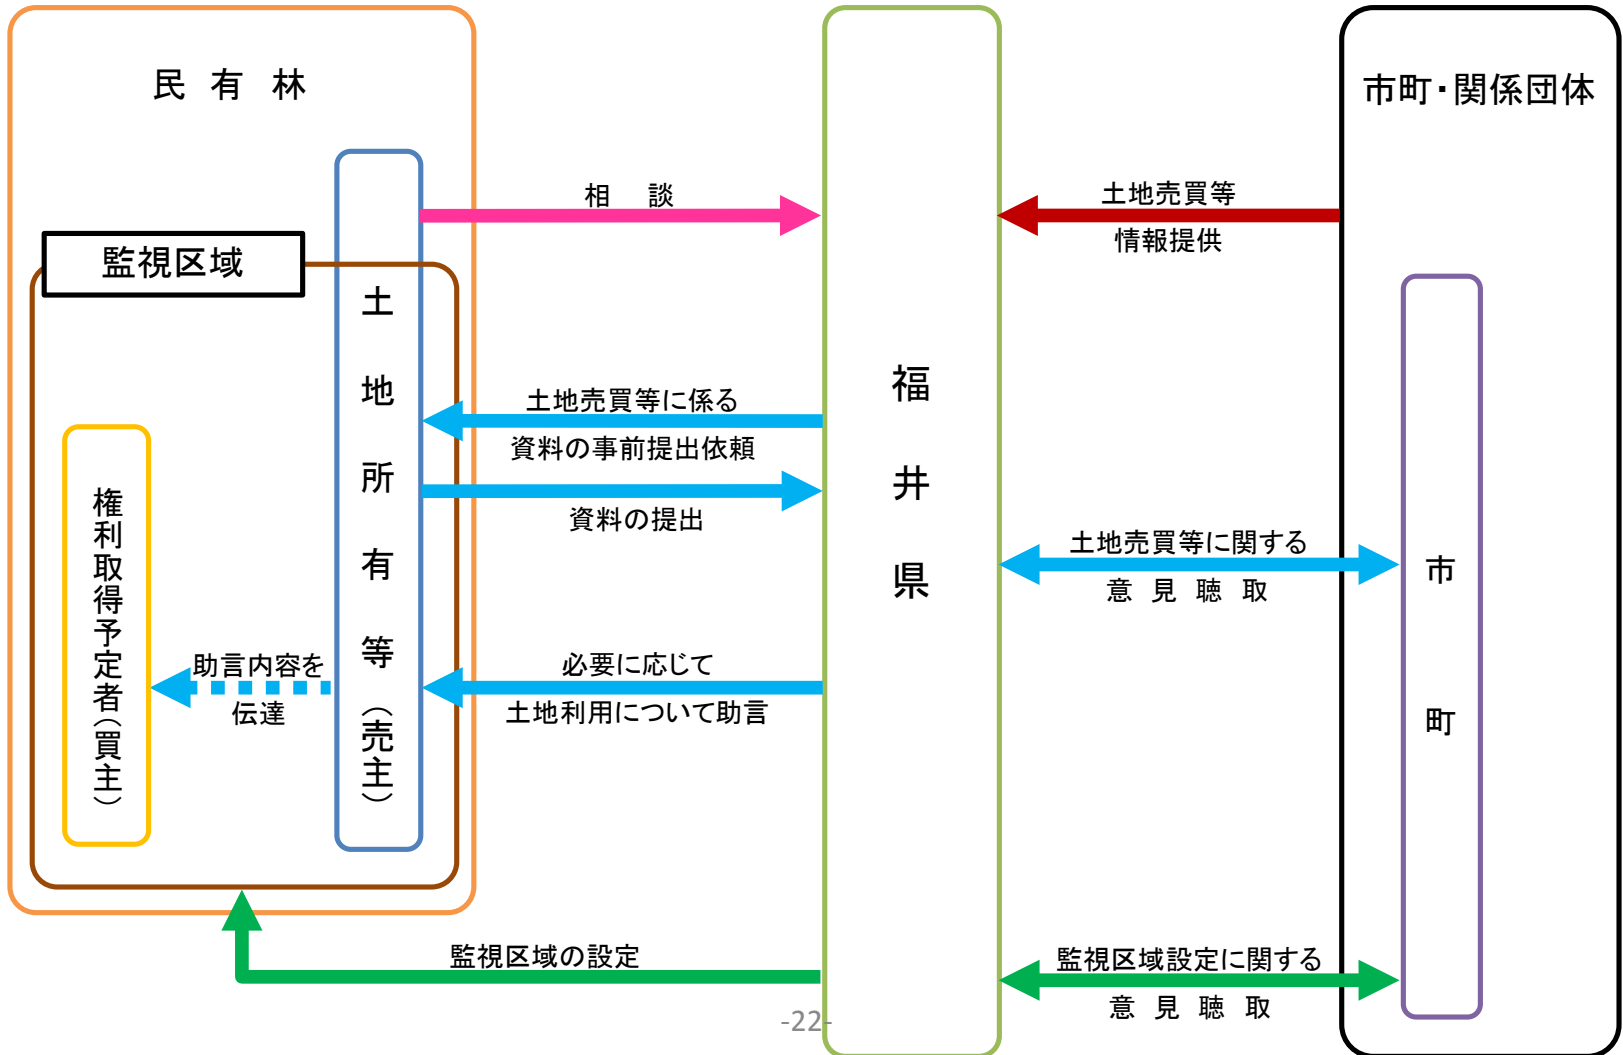 民 有 林
市町・関係団体
相 談
土地売買等
情報提供
監視区域
土地所有等(売主)
福井県
土地売買等に係る
資料の事前提出依頼
資料の提出
権利取得予定者(買主)
土地売買等に関する
意 見 聴 取
市町
助言内容を
伝達
必要に応じて
土地利用について助言
監視区域の設定
監視区域設定に関する
意 見 聴 取
-22-